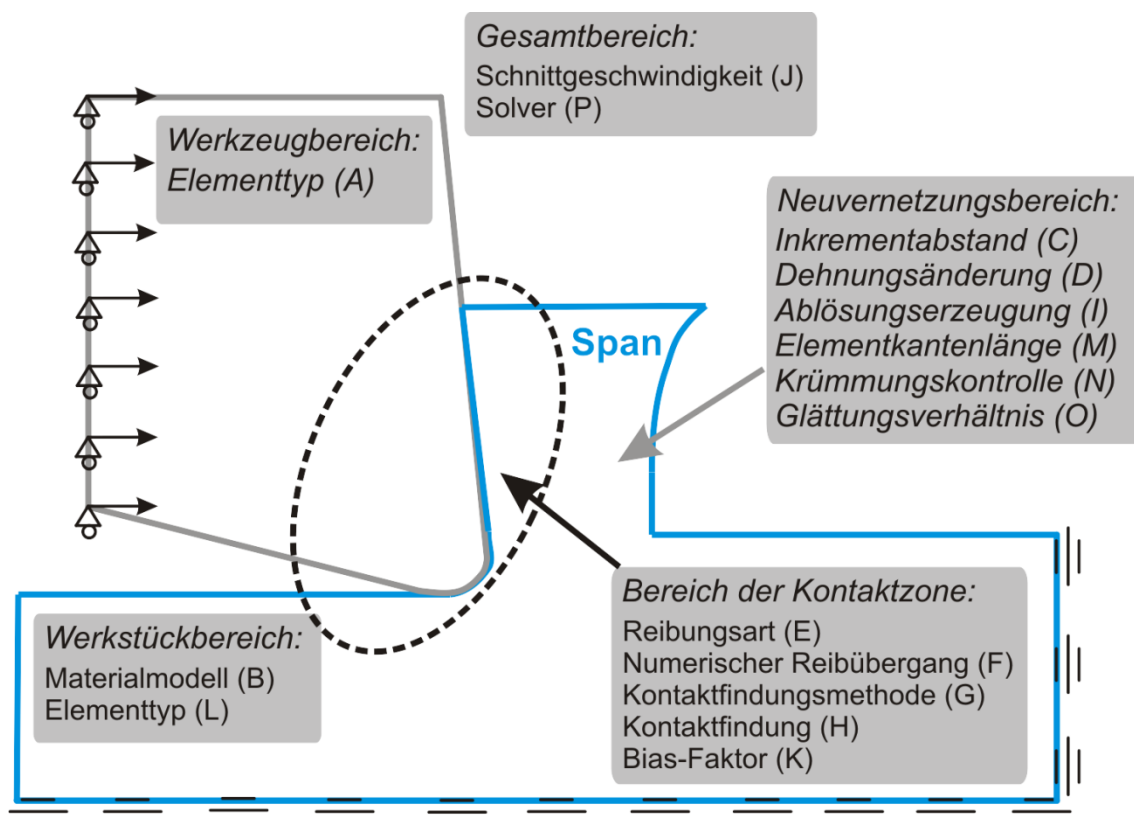 Gesamtbereich:
Schnittgeschwindigkeit (J)
Solver (P)
Werkzeugbereich:
Elementtyp (A)
Neuvernetzungsbereich:
Inkrementabstand (C)
Dehnungsänderung (D)
Ablösungserzeugung (I)
Elementkantenlänge (M)
Krümmungskontrolle (N)
Glättungsverhältnis (O)
Span
Bereich der Kontaktzone:
Reibungsart (E)
Numerischer Reibübergang (F)
Kontaktfindungsmethode (G)
Kontaktfindung (H)
Bias-Faktor (K)
Werkstückbereich:
Materialmodell (B)
Elementtyp (L)